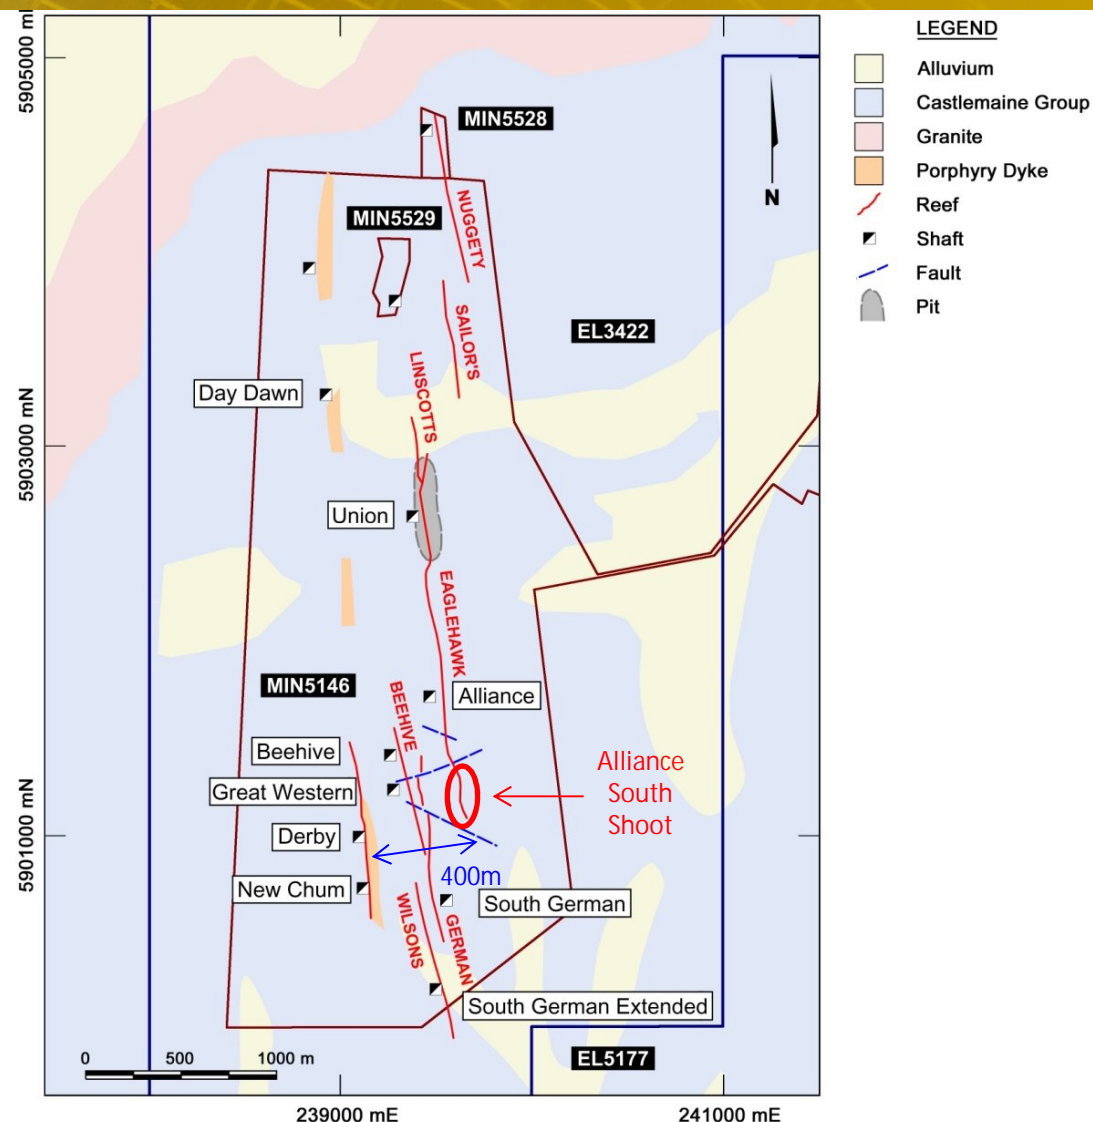 LEGEND
Alluvium
Castlemaine Group
Granite
Porphyry Dyke
Reef
Shaft
Fault
Pit
5905000 m
5903000 mN
5901000 mN
MIN5528
N
NUGGETY
MIN5529
SAILOR'S
EL3422
LINSCOTTS
Day Dawn
Union
EAGLEHAWK
MIN5146
BEEHIVE
Alliance
Beehive
Great Western
Alliance
South
Shoot
Derby
400m
New Chum
South German
WILSONS
GERMAN
South German Extended
EL5177
0 500 1000 m
239000 mE
241000 mE